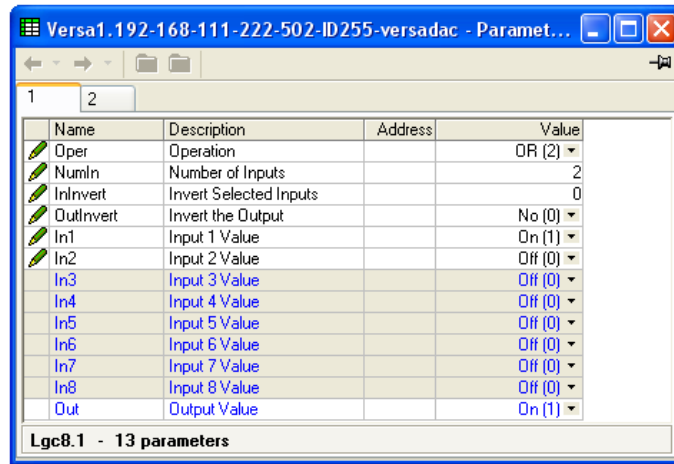 Versa1.192-168-111-222-502-ID255-versadac - Paramet...
1 2
Name Description Address Value
Oper Operation OR (2)
NumIn Number of Inputs 2
InInvert Invert Selected Inputs 0
OutInvert Invert the Output No (0)
In1 Input 1 Value On (1)
In2 Input 2 Value Off (0)
In3 Input 3 Value Off (0)
In4 Input 4 Value Off (0)
In5 Input 5 Value Off (0)
In6 Input 6 Value Off (0)
In7 Input 7 Value Off (0)
In8 Input 8 Value Off (0)
Out Output Value On (1)
Lgc8.1 - 13 parameters